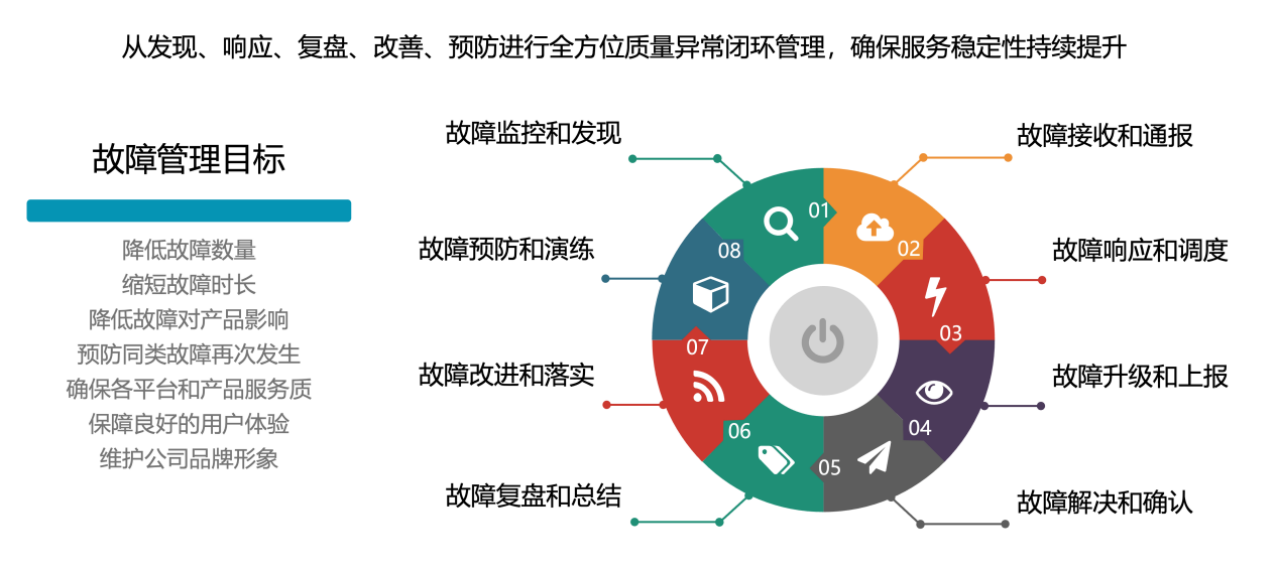 从发现、响应、复盘、改善、预防进行全方位质量异常闭环管理，确保服务稳定性持续提升
故障管理目标
降低故障数量
缩短故障时长
降低故障对产品影响
预防同类故障再次发生
确保各平台和产品服务质
保障良好的用户体验
维护公司品牌形象
故障监控和发现
01
故障接收和通报
02
故障响应和调度
03
故障升级和上报
04
故障解决和确认
05
故障复盘和总结
06
故障改进和落实
07
故障预防和演练
08